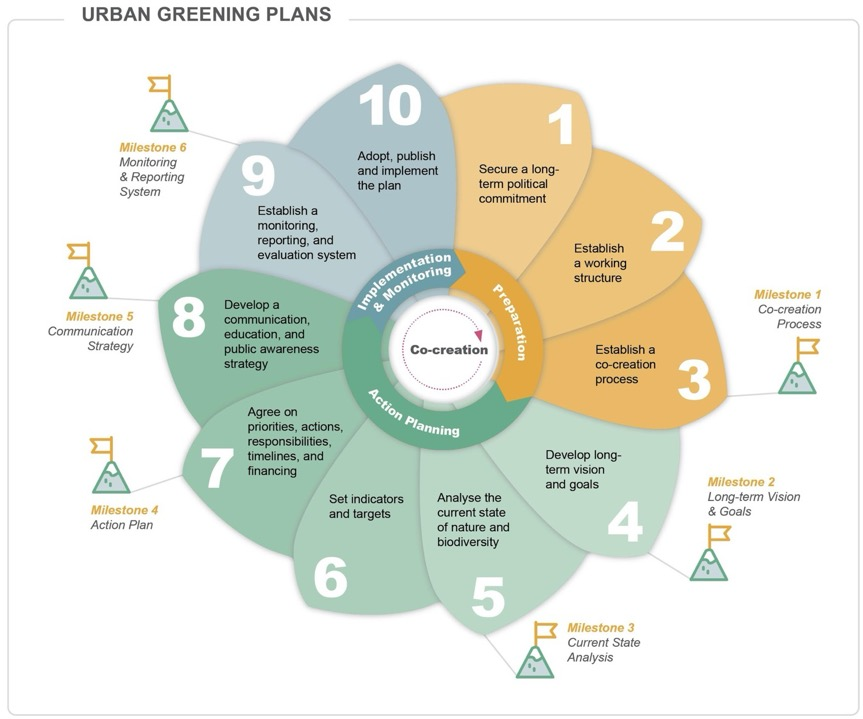 URBAN GREENING PLANS
10
Adopt, publish
and implement
the plan
1
Secure a long-
term political
commitment
2
Establish
a working
structure
3
Establish a
co-creation
process
4
Develop long-
term vision
and goals
5
Analyse the
current state
of nature and
biodiversity
6
Set indicators
and targets
7
Agree on
priorities, actions,
responsibilities,
timelines, and
financing
8
Develop a
communication,
education, and
public awareness
strategy
9
Establish a
monitoring,
reporting, and
evaluation system
Implementation
& Monitoring
Preparation
Action Planning
Co-creation
Milestone 1
Co-creation
Process
Milestone 2
Long-term Vision
& Goals
Milestone 3
Current State
Analysis
Milestone 4
Action Plan
Milestone 5
Communication
Strategy
Milestone 6
Monitoring
& Reporting
System